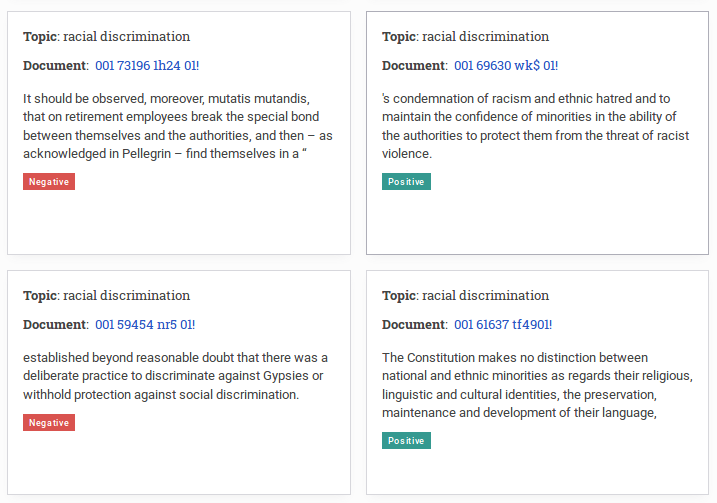 Topic: racial discrimination
Document: 001 73196 1h24 01!
It should be observed, moreover, mutatis mutandis,
that on retirement employees break the special bond
between themselves and the authorities, and then – as
acknowledged in Pellegrin – find themselves in a “
Negative
Topic: racial discrimination
Document: 001 69630 wk$ 01!
's condemnation of racism and ethnic hatred and to
maintain the confidence of minorities in the ability of
the authorities to protect them from the threat of racist
violence.
Positive
Topic: racial discrimination
Document: 001 59454 nr5 01!
established beyond reasonable doubt that there was a
deliberate practice to discriminate against Gypsies or
withhold protection against social discrimination.
Negative
Topic: racial discrimination
Document: 001 61637 tf4901!
The Constitution makes no distinction between
national and ethnic minorities as regards their religious,
linguistic and cultural identities, the preservation,
maintenance and development of their language,
Positive